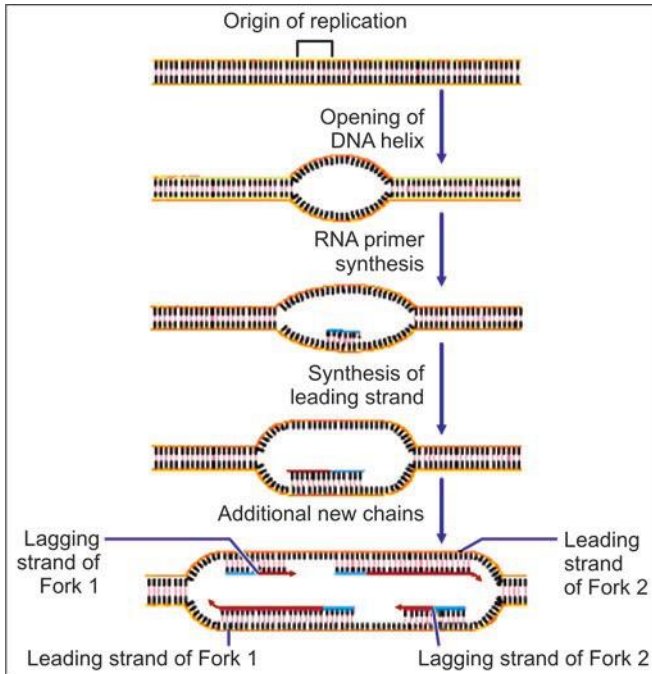 Origin of replication
Opening of
DNA helix
RNA primer
synthesis
Synthesis of
leading strand
Additional new chains
Lagging
strand of
Fork 1
Leading
strand
of Fork 2
Leading strand of Fork 1
Lagging strand of Fork 2